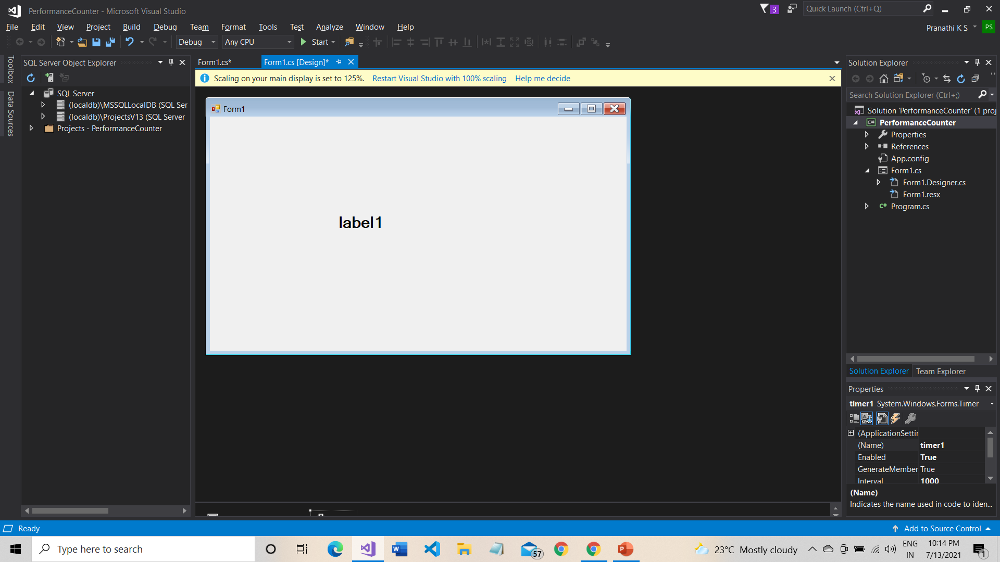 PerformanceCounter - Microsoft Visual Studio
3
Quick Launch (Ctrl+Q)
File Edit View Project Build Debug Team Format Tools Test Analyze Window Help
Pranathi K S
PS
Debug
Any CPU
Start
Toolbox
Data Sources
SQL Server Object Explorer
SQL Server
(localdb)\MSSQLLocalDB (SQL Ser
(localdb)\ProjectsV13 (SQL Server
Projects - PerformanceCounter
Form1.cs*
Form1.cs [Design]*
Scaling on your main display is set to 125%. Restart Visual Studio with 100% scaling Help me decide
Form1
label1
Solution Explorer
Search Solution Explorer (Ctrl+;)
Solution 'PerformanceCounter' (1 proj
PerformanceCounter
Properties
References
App.config
Form1.cs
Form1.Designer.cs
Form1.resx
Program.cs
Solution Explorer Team Explorer
Properties
timer1 System.Windows.Forms.Timer
(ApplicationSettin
(Name) timer1
Enabled True
GenerateMember True
Interval 1000
(Name)
Indicates the name used in code to iden...
Ready
Add to Source Control
Type here to search
57
23°C Mostly cloudy
ENG
IN
10:14 PM
7/13/2021
1